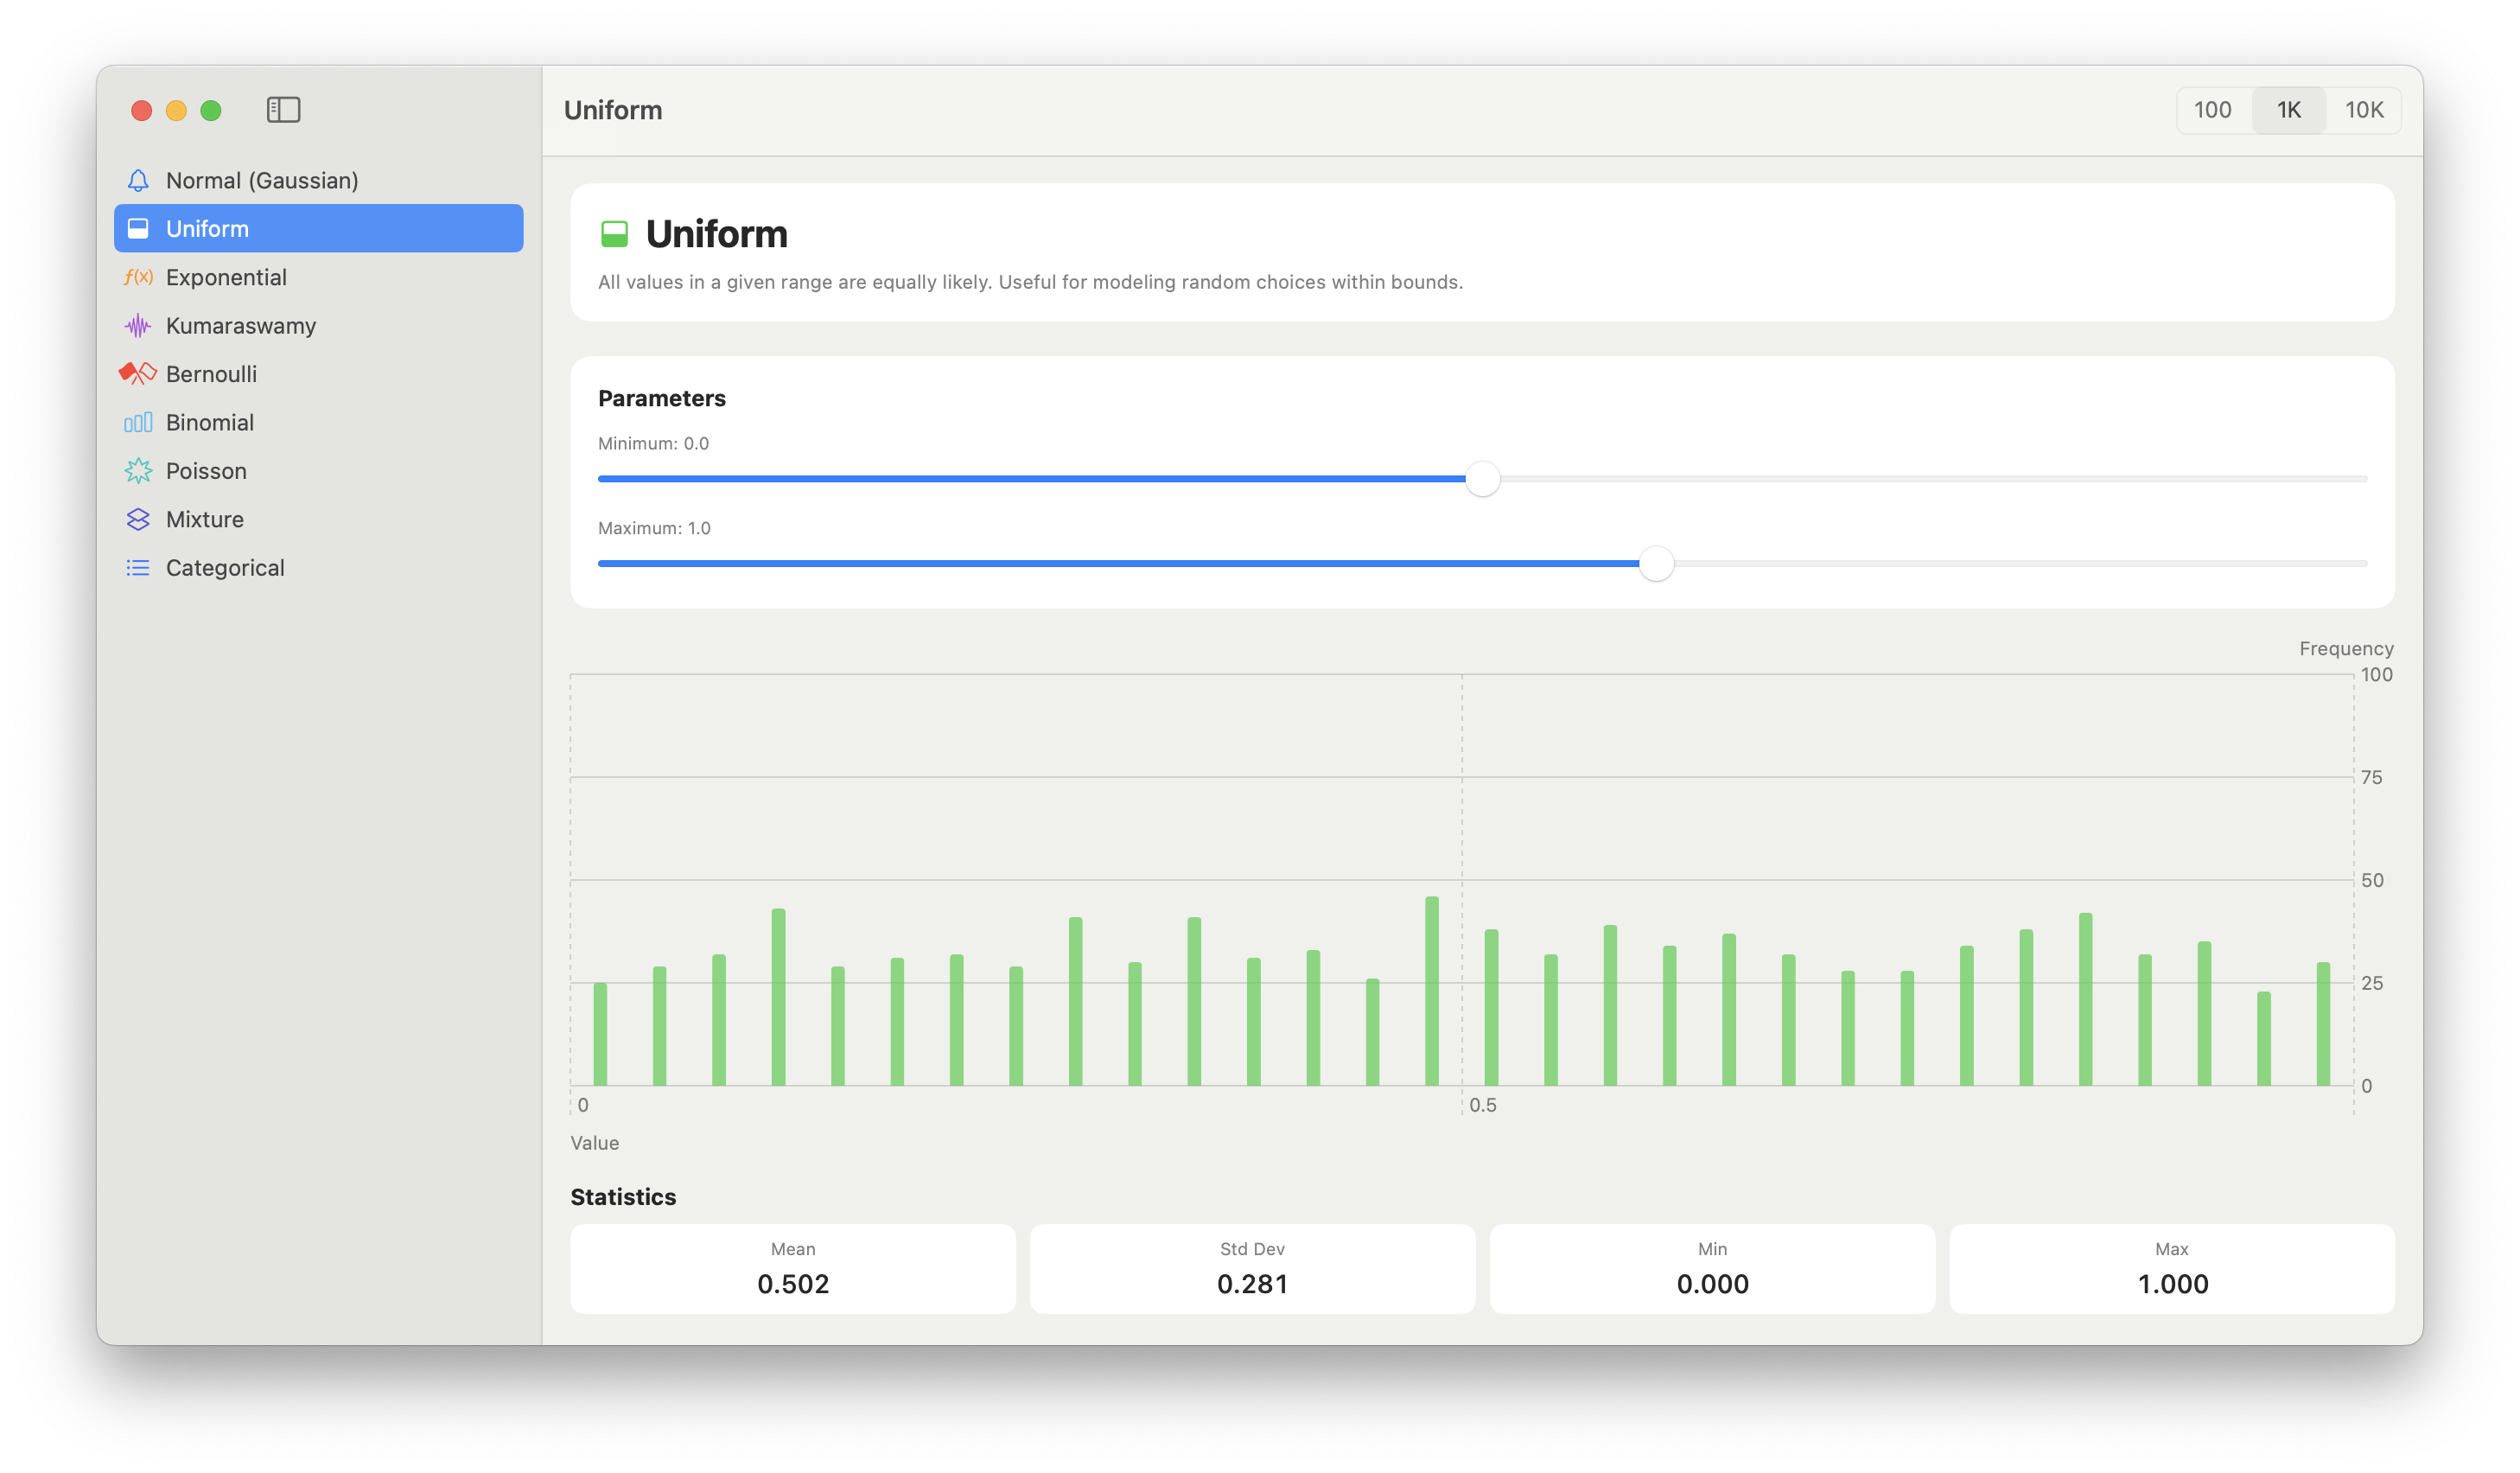 Normal (Gaussian)
Uniform
Exponential
Kumaraswamy
Bernoulli
Binomial
Poisson
Mixture
Categorical
Uniform
100 1K 10K
Uniform
All values in a given range are equally likely. Useful for modeling random choices within bounds.
Parameters
Minimum: 0.0
Maximum: 1.0
Frequency
100
75
50
25
0
0 0.5
Value
Statistics
Mean
0.502
Std Dev
0.281
Min
0.000
Max
1.000